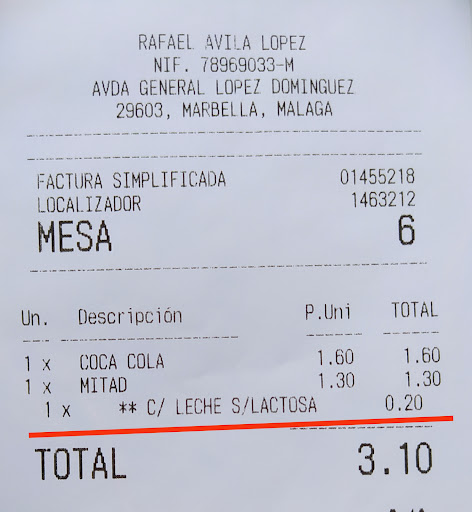 RAFAEL AVILA LOPEZ
NIF. 78969033-M
AVDA GENERAL LOPEZ DOMINGUEZ
29603, MARBELLA, MALAGA
FACTURA SIMPLIFICADA 01455218
LOCALIZADOR 1463212
MESA 6
Un. Descripción P.Uni TOTAL
1 x COCA COLA 1.60 1.60
1 x MITAD 1.30 1.30
1 x ** C/ LECHE S/LACTOSA 0.20
TOTAL 3.10